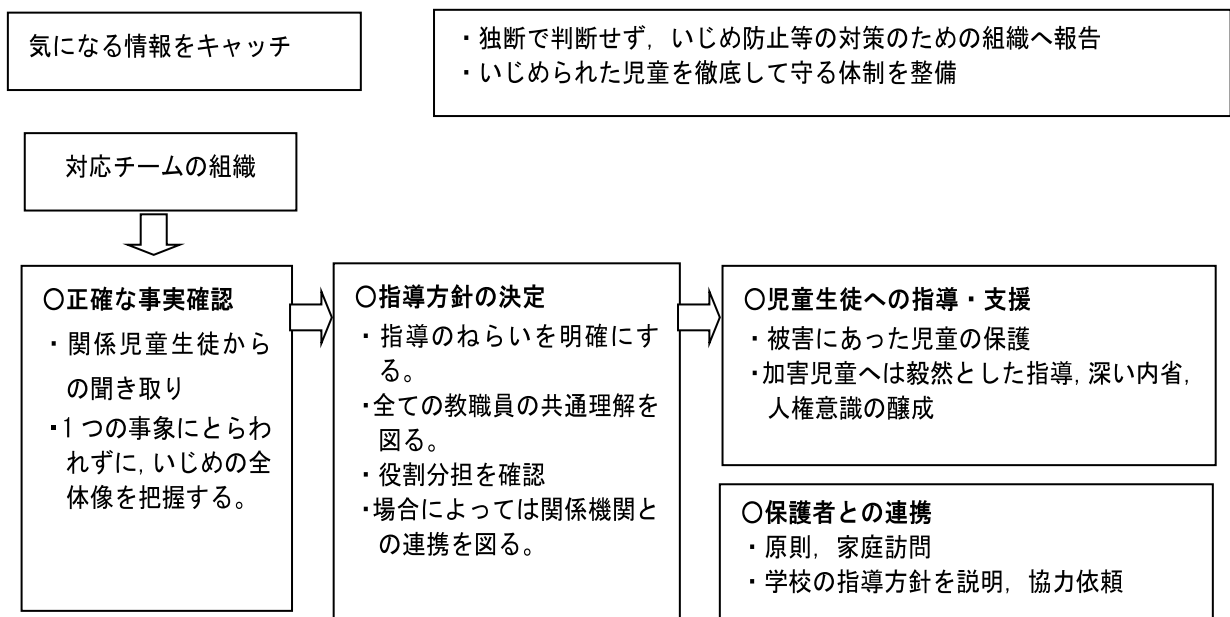 気になる情報をキャッチ
・独断で判断せず，いじめ防止等の対策のための組織へ報告
・いじめられた児童を徹底して守る体制を整備
対応チームの組織
○正確な事実確認
・関係児童生徒から
の聞き取り
・1つの事象にとらわ
れずに，いじめの全
体像を把握する。
○指導方針の決定
・指導のねらいを明確にす
る。
・全ての教職員の共通理解を
図る。
・役割分担を確認
・場合によっては関係機関と
の連携を図る。
○児童生徒への指導・支援
・被害にあった児童の保護
・加害児童へは毅然とした指導，深い内省，
人権意識の醸成
○保護者との連携
・原則，家庭訪問
・学校の指導方針を説明，協力依頼